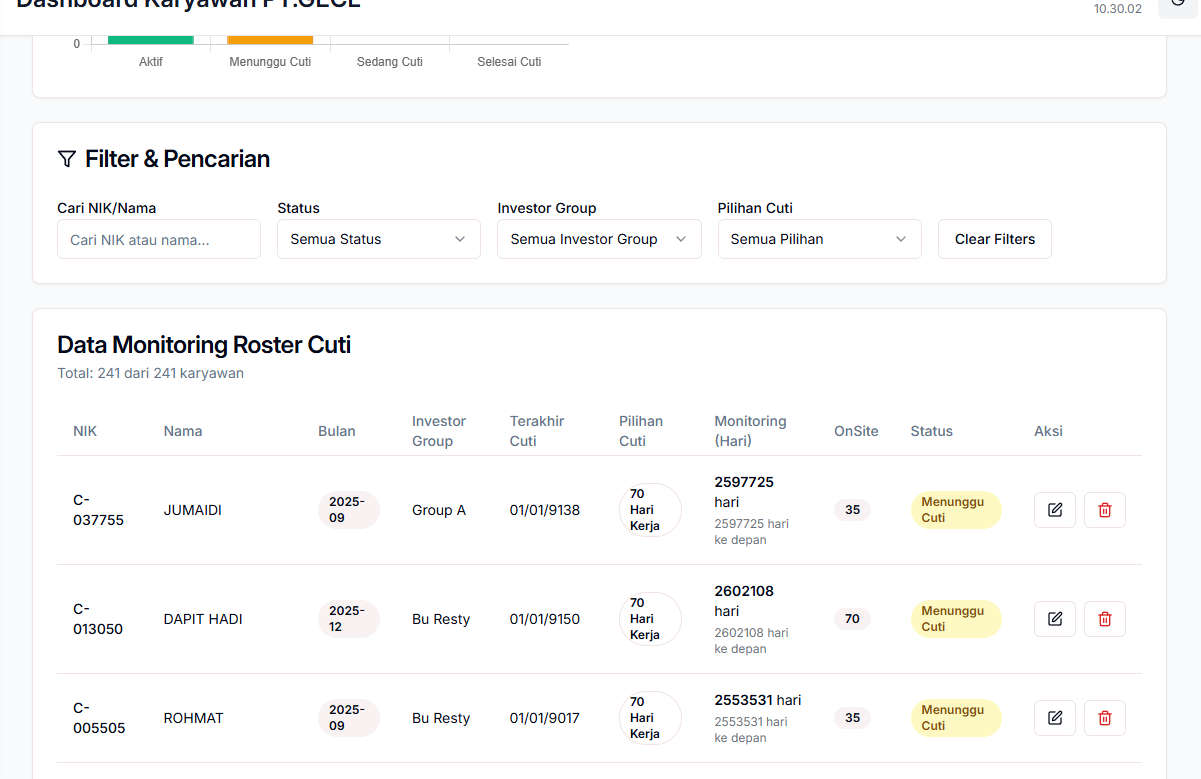 Dashboard Karyawan PT.GECL
10.30.02
0
Aktif
Menunggu Cuti
Sedang Cuti
Selesai Cuti
Filter & Pencarian
Cari NIK/Nama
Status
Investor Group
Pilihan Cuti
Cari NIK atau nama...
Semua Status
Semua Investor Group
Semua Pilihan
Clear Filters
Data Monitoring Roster Cuti
Total: 241 dari 241 karyawan
NIK
Nama
Bulan
Investor
Group
Terakhir
Cuti
Pilihan
Cuti
Monitoring
(Hari)
OnSite
Status
Aksi
C-
037755
JUMAIDI
2025-
09
Group A
01/01/9138
70
Hari
Kerja
2597725
hari
2597725 hari
ke depan
35
Menunggu
Cuti
C-
013050
DAPIT HADI
2025-
12
Bu Resty
01/01/9150
70
Hari
Kerja
2602108
hari
2602108 hari
ke depan
70
Menunggu
Cuti
C-
005505
ROHMAT
2025-
09
Bu Resty
01/01/9017
70
Hari
Kerja
2553531 hari
2553531 hari
ke depan
35
Menunggu
Cuti